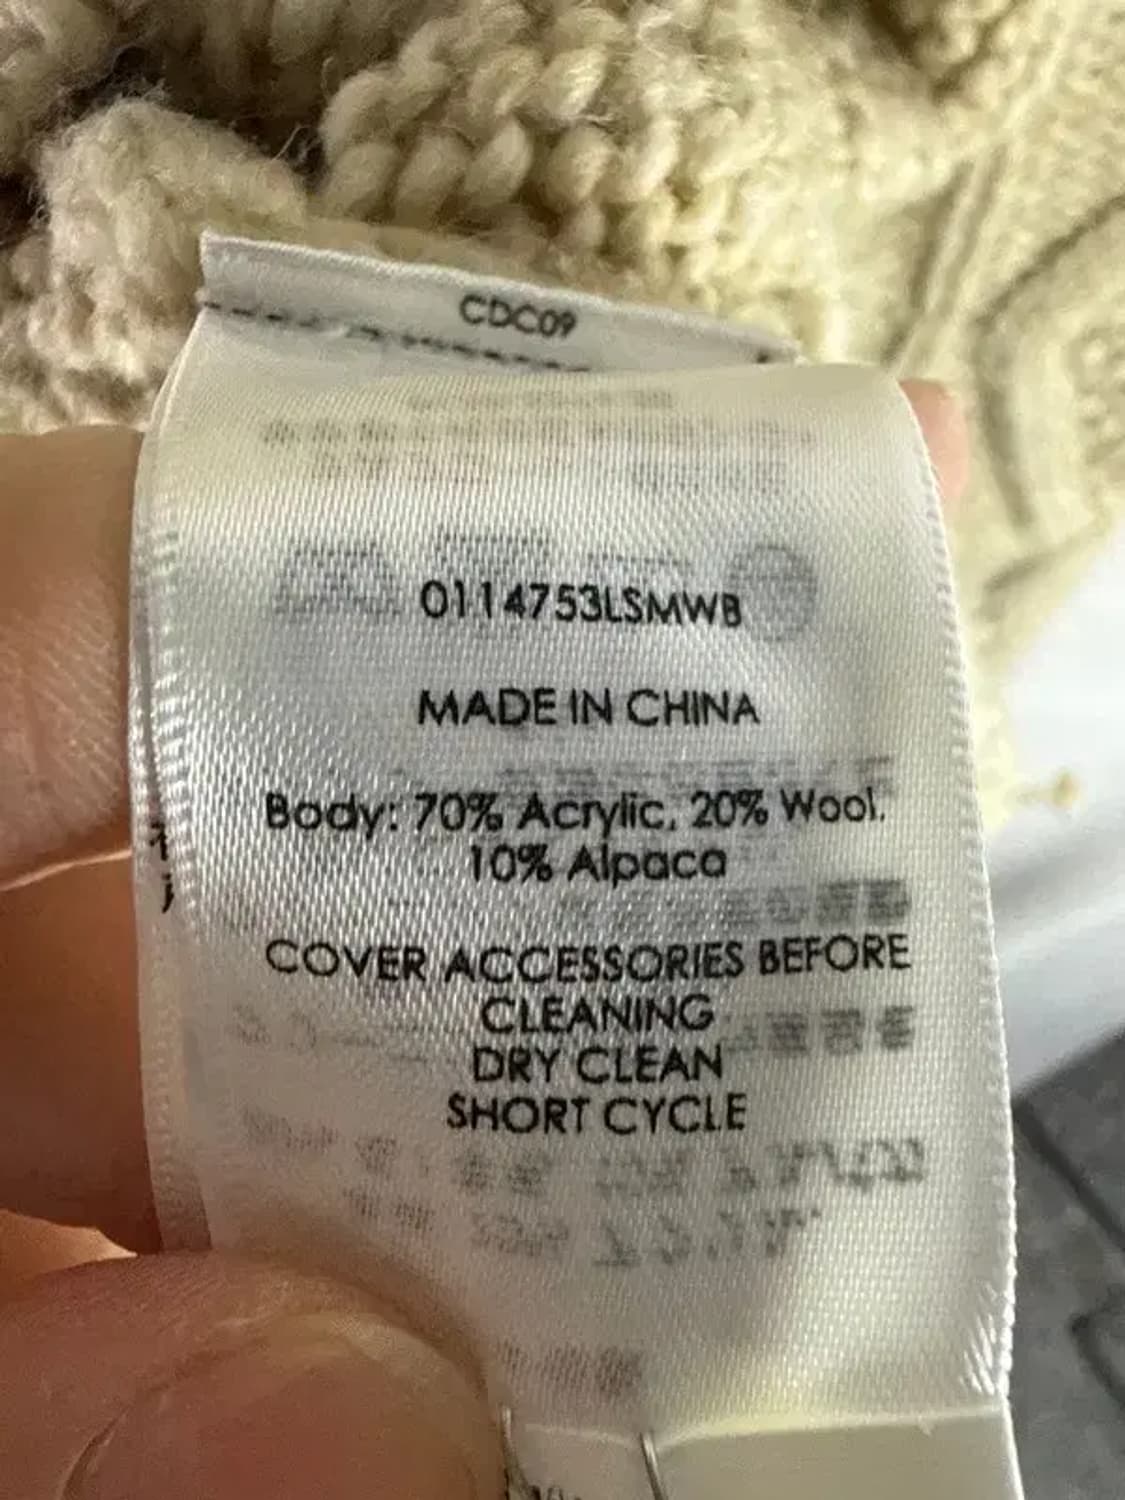 CDC09
0114753LSMWB
MADE IN CHINA
Body: 70% Acrylic, 20% Wool.
10% Alpaca
COVER ACCESSORIES BEFORE
CLEANING
DRY CLEAN
SHORT CYCLE